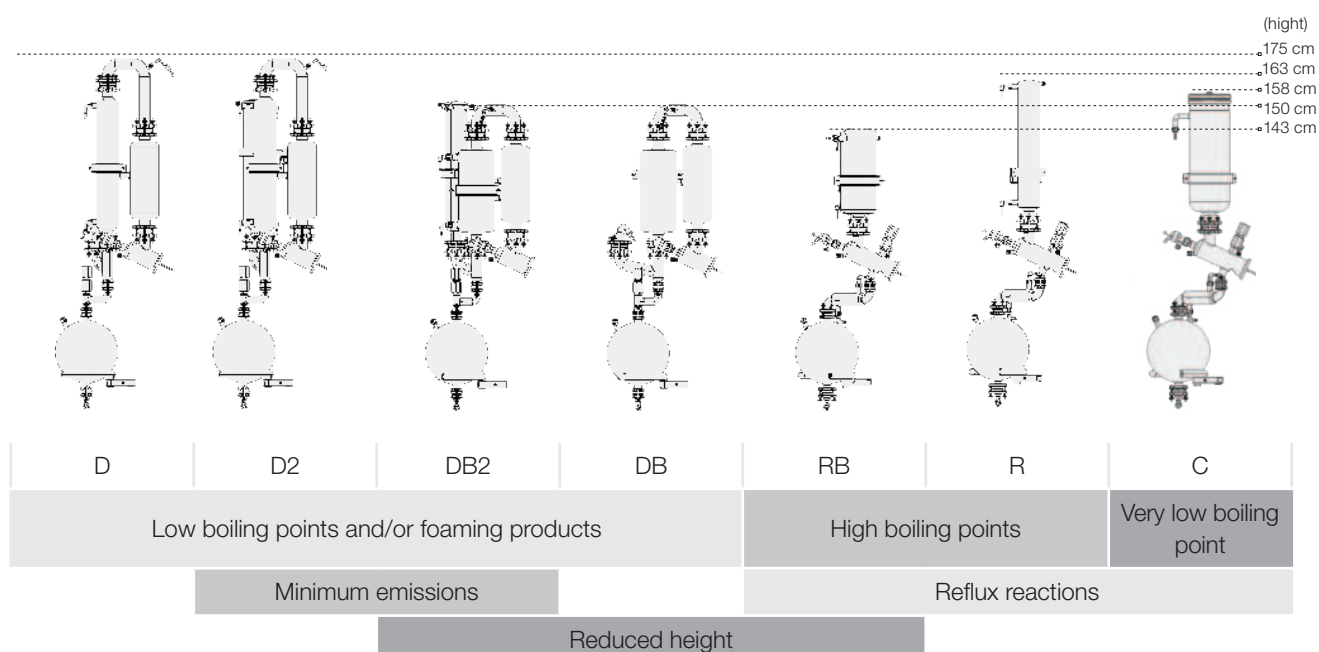 (hight)
175 cm
163 cm
158 cm
150 cm
143 cm
D D2 DB2 DB RB R C
Low boiling points and/or foaming products
High boiling points
Very low boiling
point
Minimum emissions
Reflux reactions
Reduced height